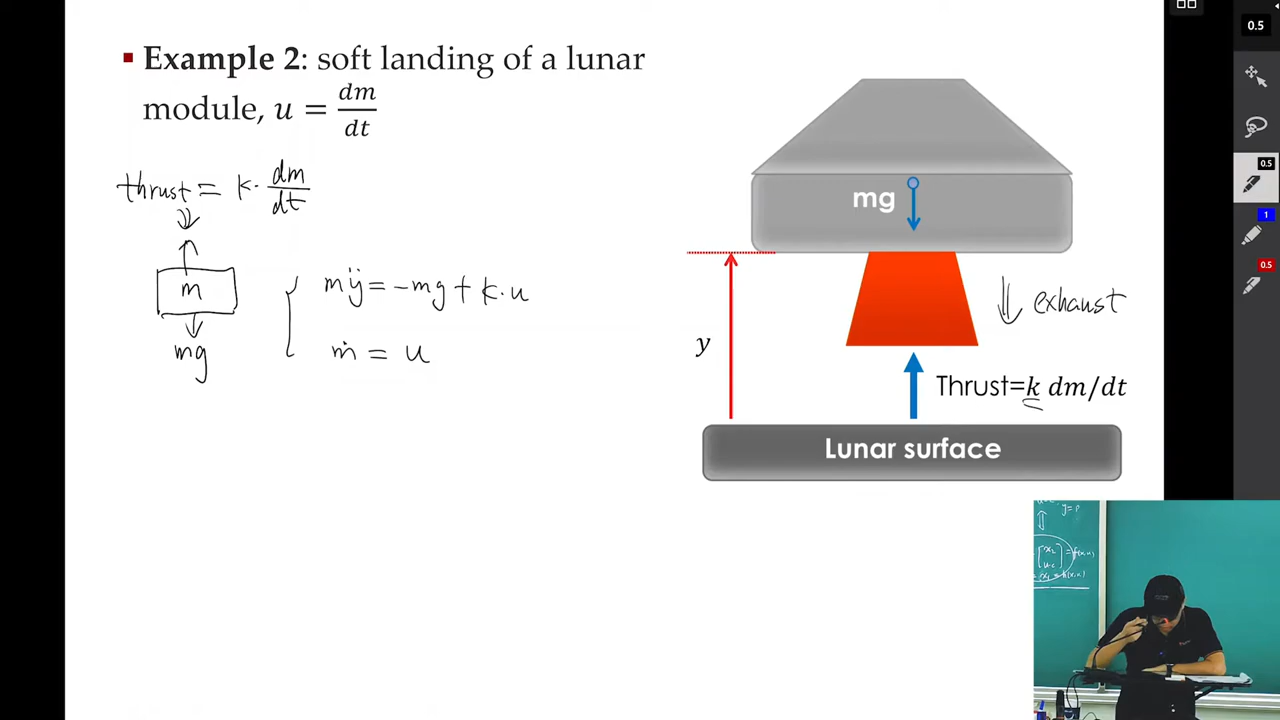 ▪ Example 2: soft landing of a lunar
module, u = dm/dt
thrust = k · dm/dt
m
mg
mÿ = -mg + k·u
ṁ = u
mg
exhaust
y
Thrust=k dm/dt
Lunar surface
0.5
0.5
1
0.5
y=p